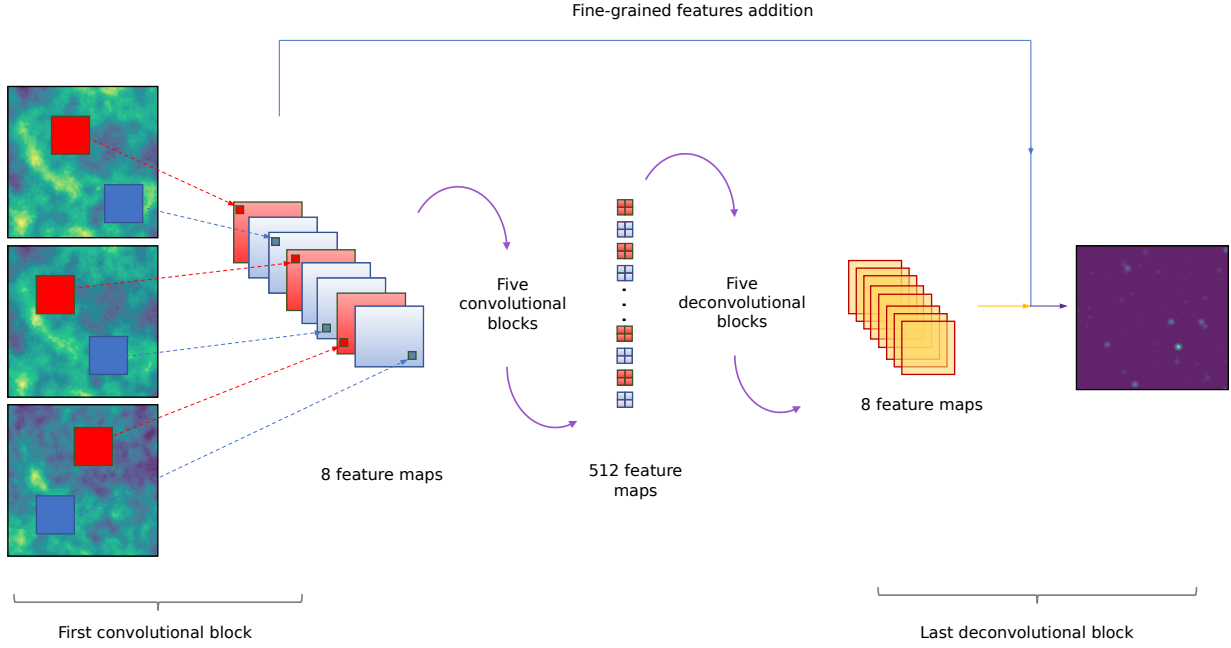 Fine-grained features addition
Five
convolutional
blocks
Five
deconvolutional
blocks
8 feature maps
8 feature maps
512 feature
maps
First convolutional block
Last deconvolutional block